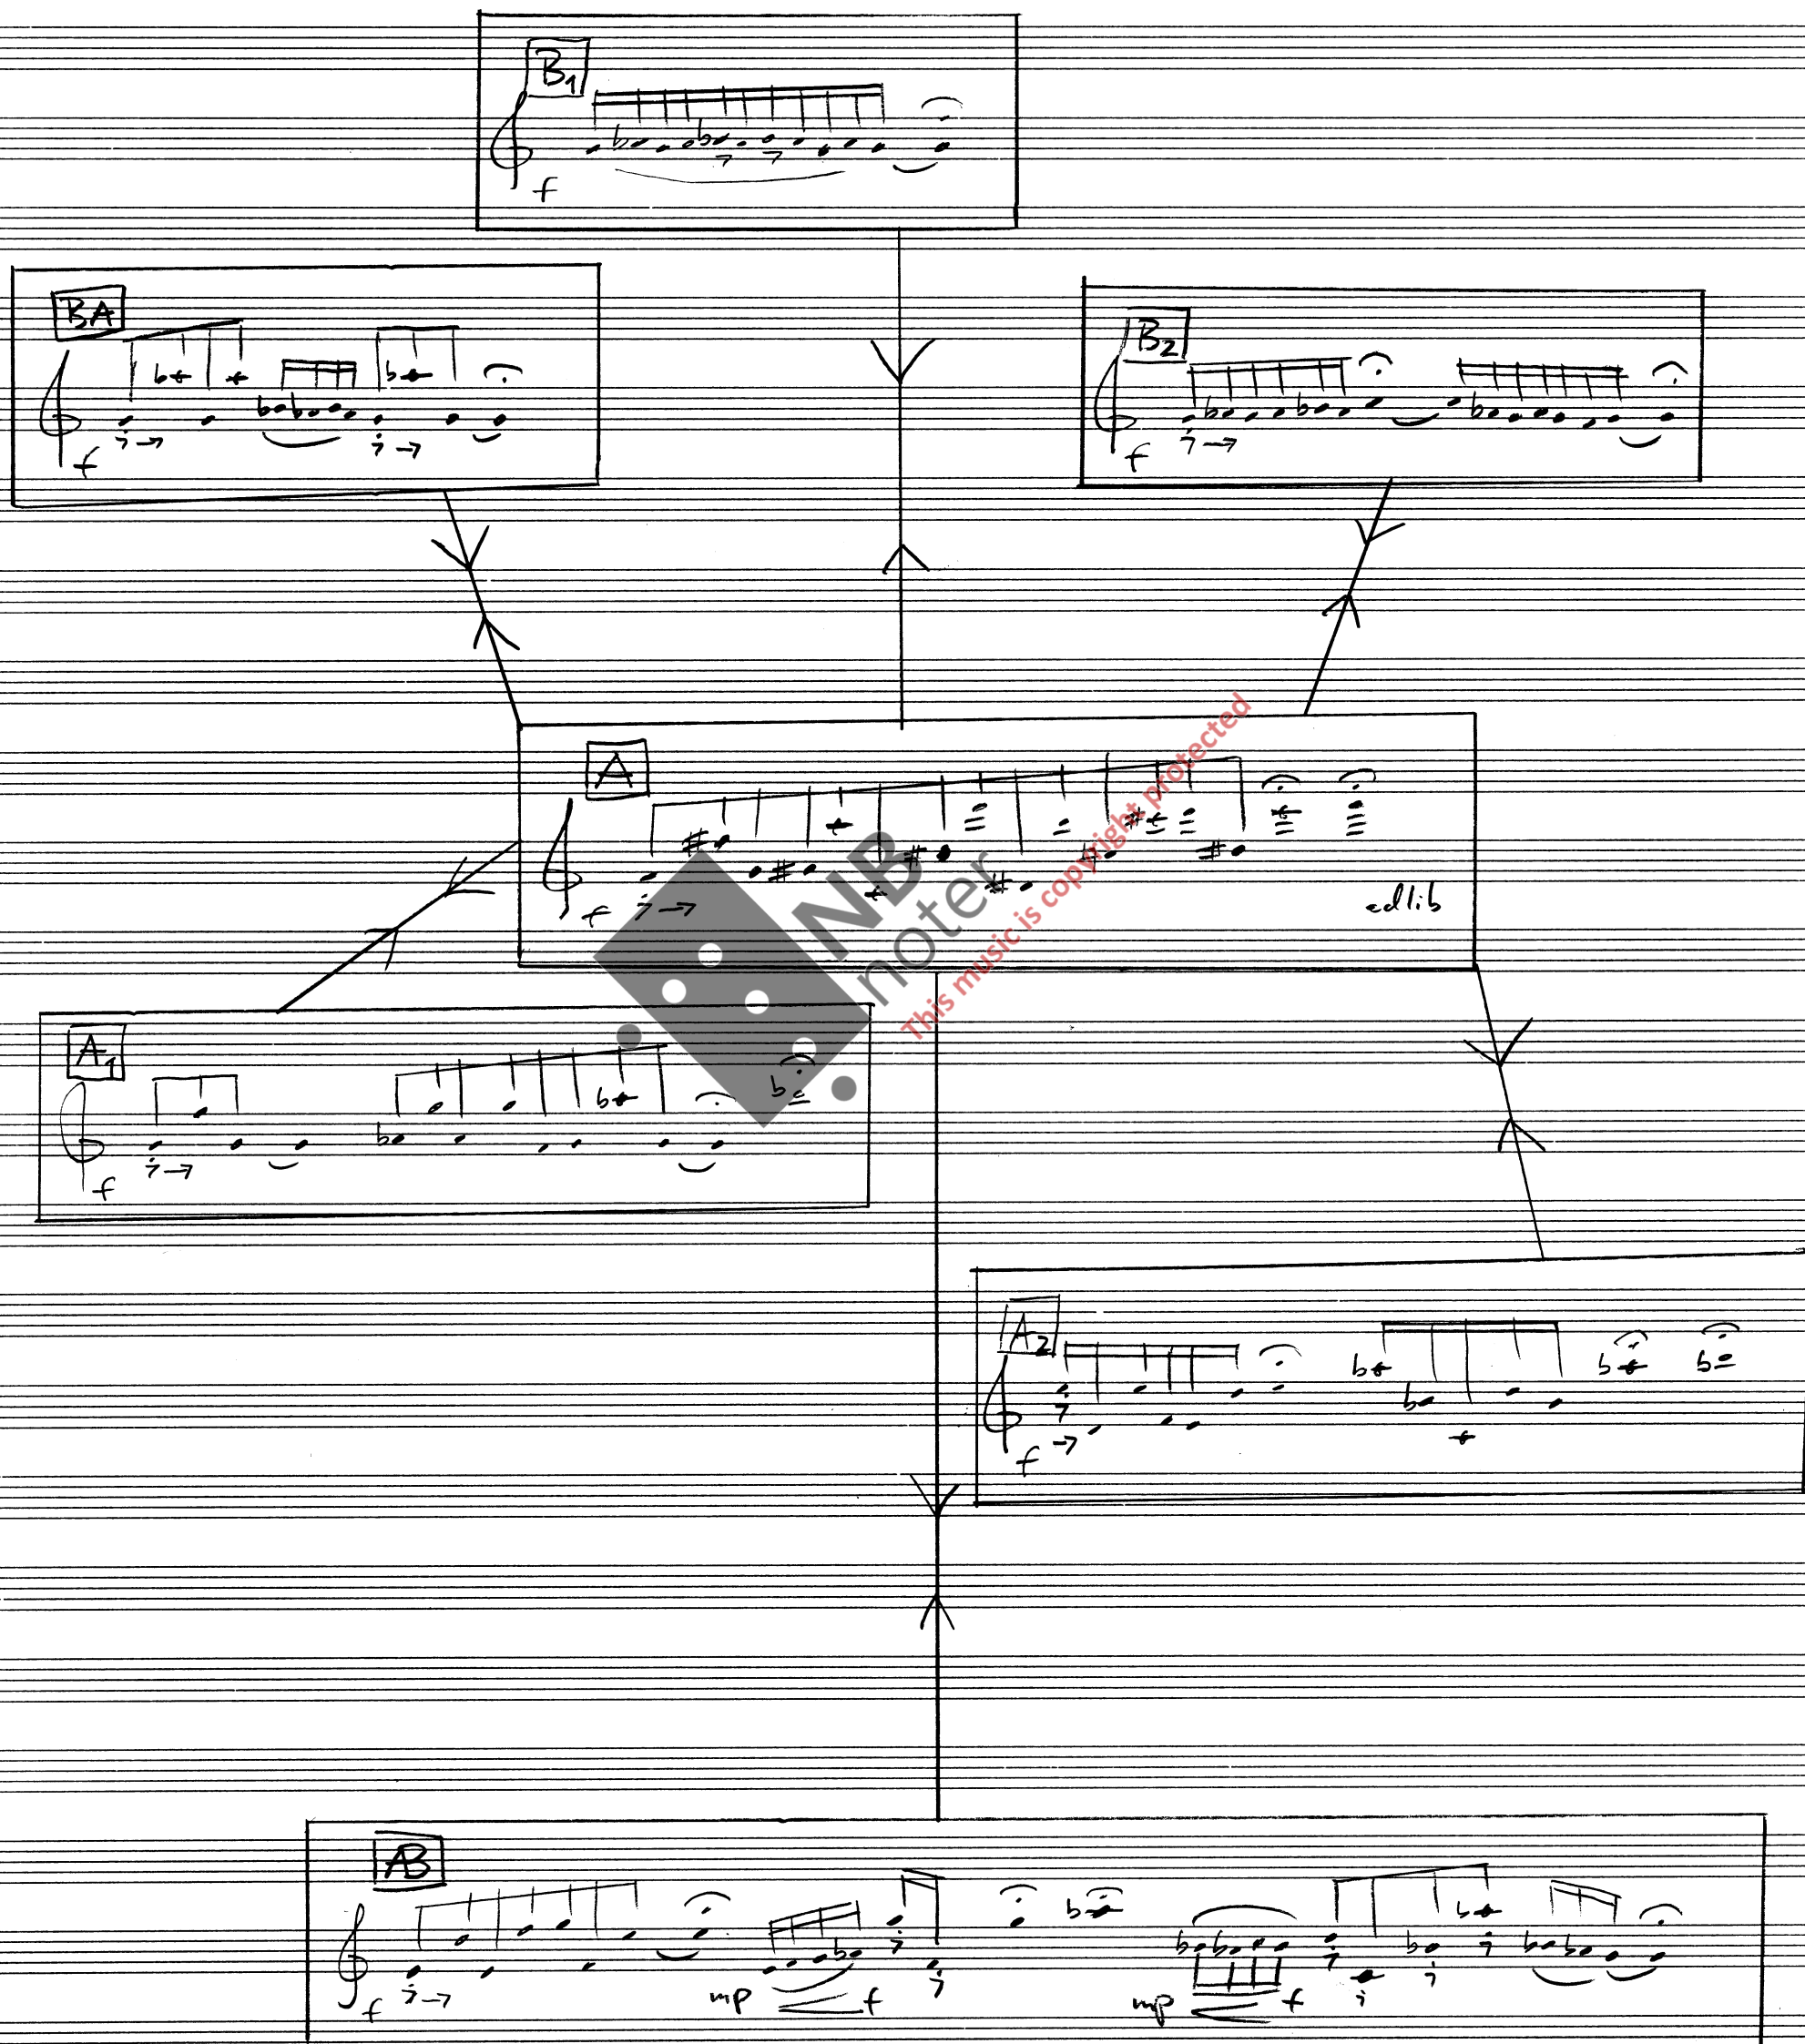 B1
f
BA
f
B2
f
A
f
ad lib
NB
noter
This music is copyright protected
A1
f
A2
f
AB
f
mp
f
mp
f